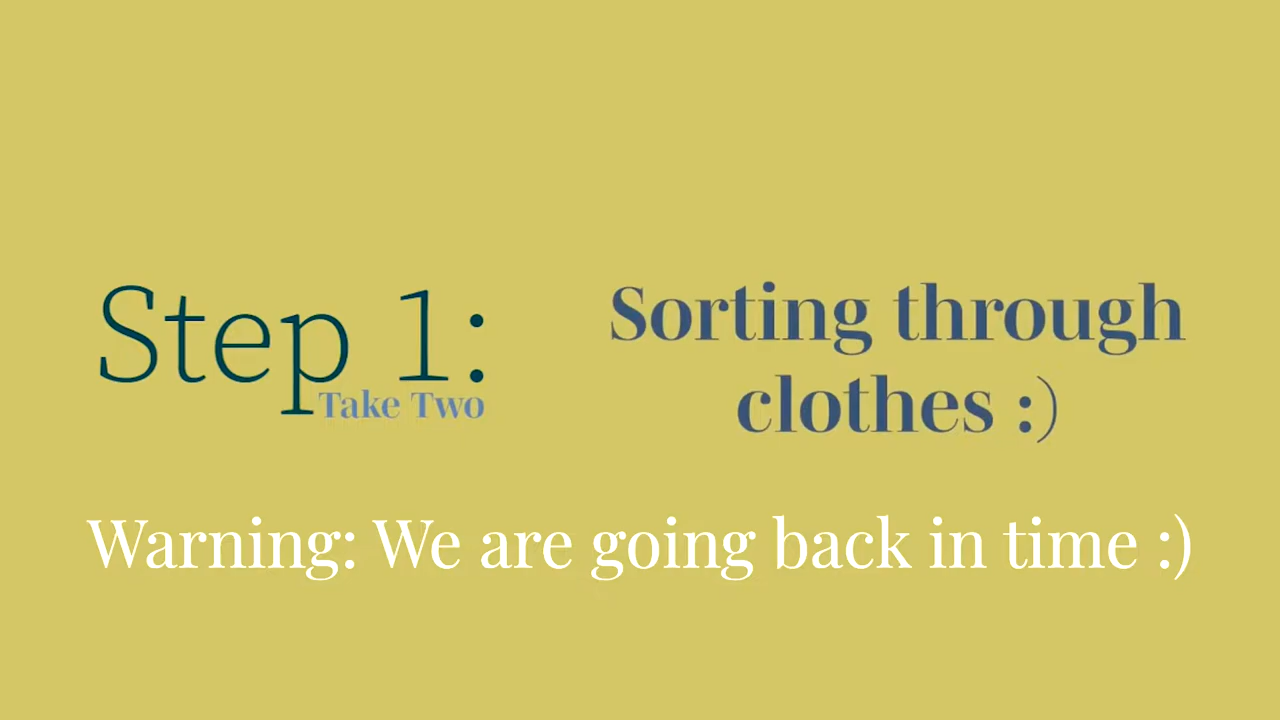 Step 1:
Take Two
Sorting through
clothes :)
Warning: We are going back in time :)